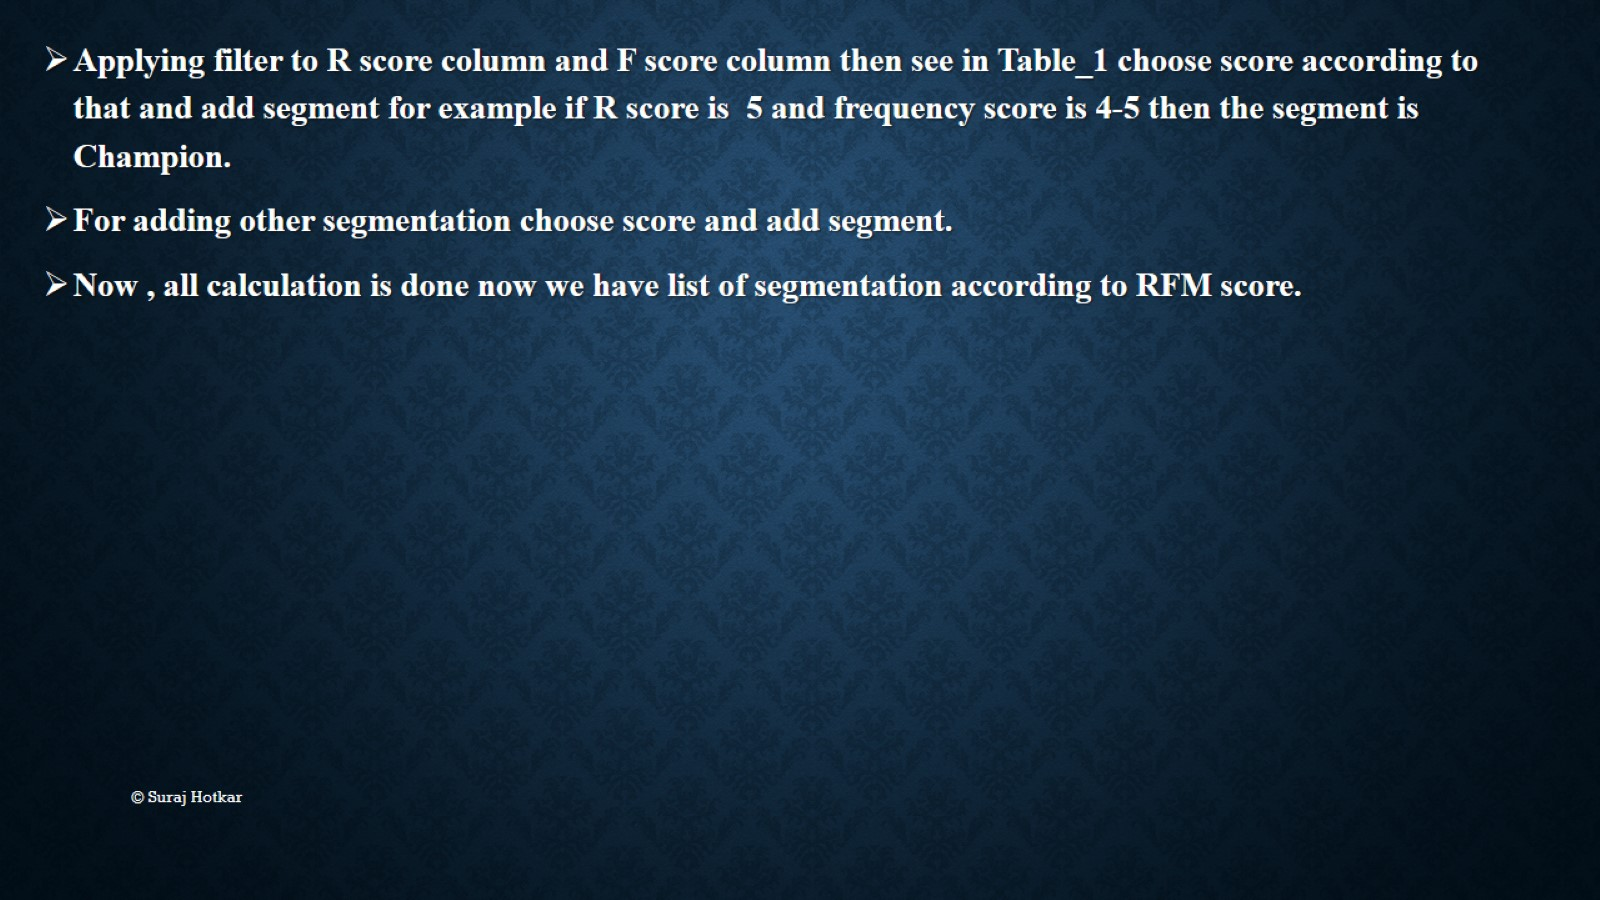 ➢Applying filter to R score column and F score column then see in Table_1 choose score according to
that and add segment for example if R score is  5 and frequency score is 4-5 then the segment is
Champion.
➢For adding other segmentation choose score and add segment.
➢Now , all calculation is done now we have list of segmentation according to RFM score.
© Suraj Hotkar